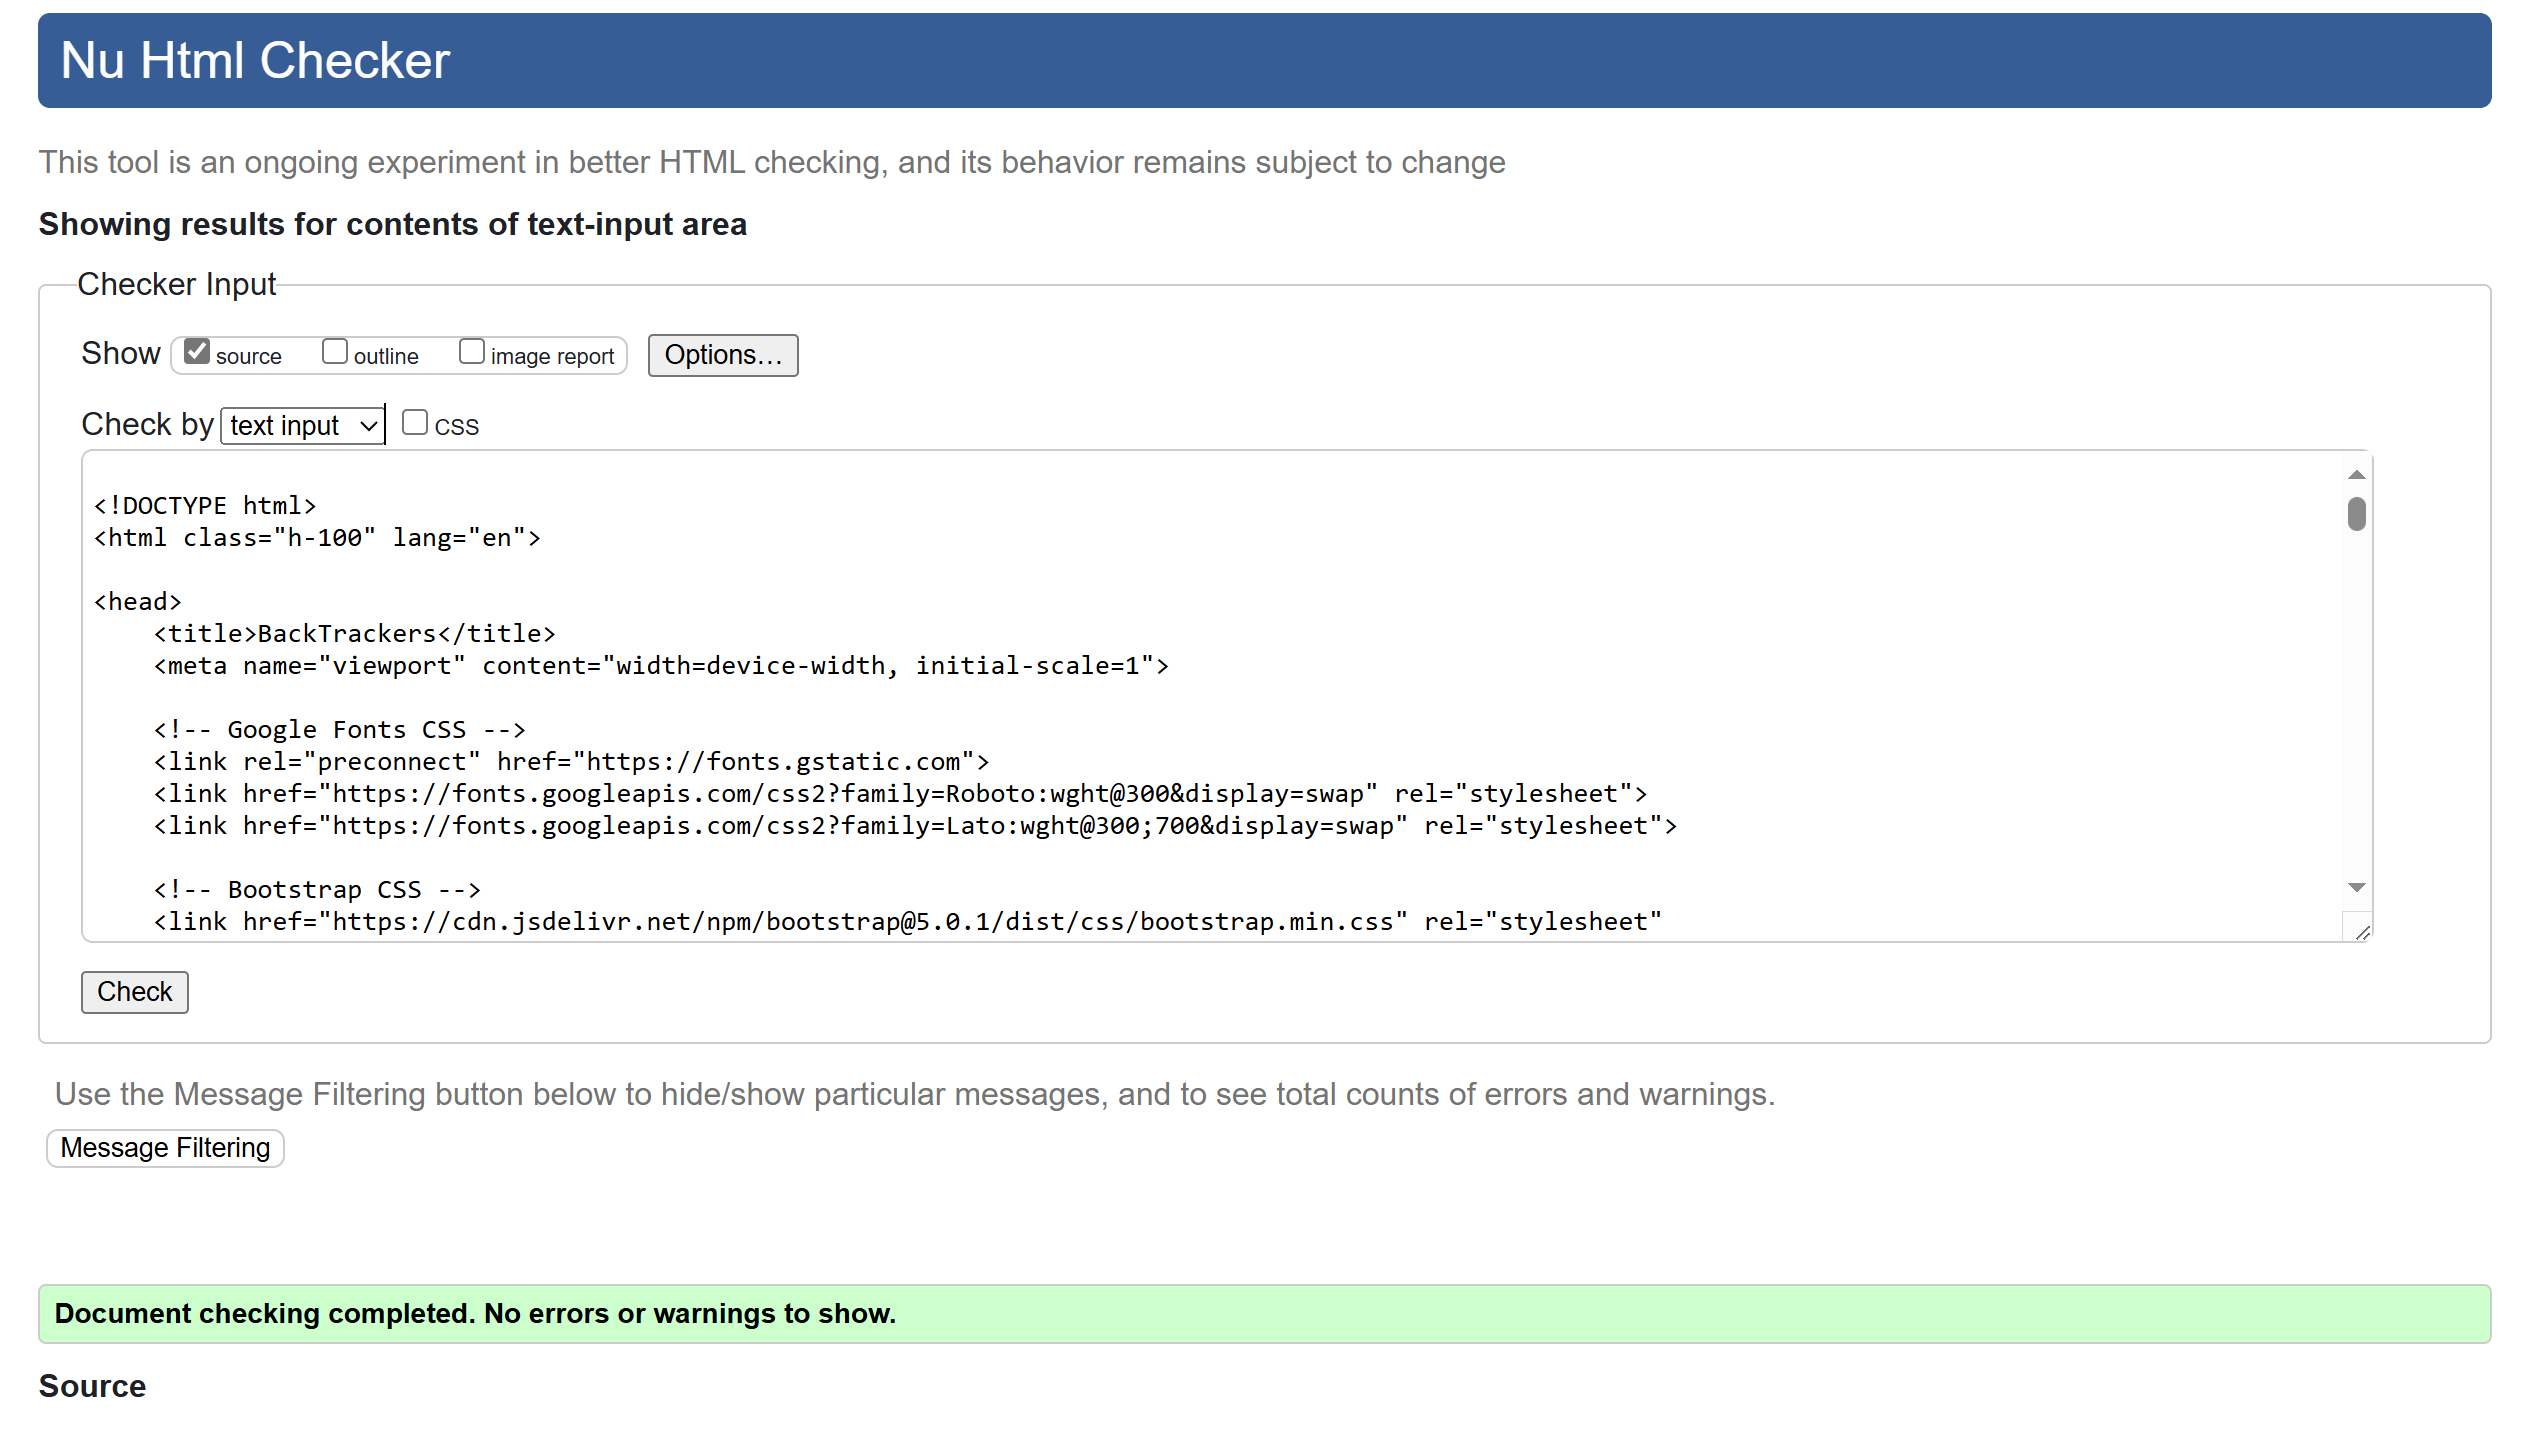 Nu Html Checker
This tool is an ongoing experiment in better HTML checking, and its behavior remains subject to change
Showing results for contents of text-input area
Checker Input
Show source outline image report Options...
Check by text input CSS
<!DOCTYPE html>
<html class="h-100" lang="en">
<head>
    <title>BackTrackers</title>
    <meta name="viewport" content="width=device-width, initial-scale=1">
    <!-- Google Fonts CSS -->
    <link rel="preconnect" href="https://fonts.gstatic.com">
    <link href="https://fonts.googleapis.com/css2?family=Roboto:wght@300&display=swap" rel="stylesheet">
    <link href="https://fonts.googleapis.com/css2?family=Lato:wght@300;700&display=swap" rel="stylesheet">
    <!-- Bootstrap CSS -->
    <link href="https://cdn.jsdelivr.net/npm/bootstrap@5.0.1/dist/css/bootstrap.min.css" rel="stylesheet"
Check
Use the Message Filtering button below to hide/show particular messages, and to see total counts of errors and warnings.
Message Filtering
Document checking completed. No errors or warnings to show.
Source